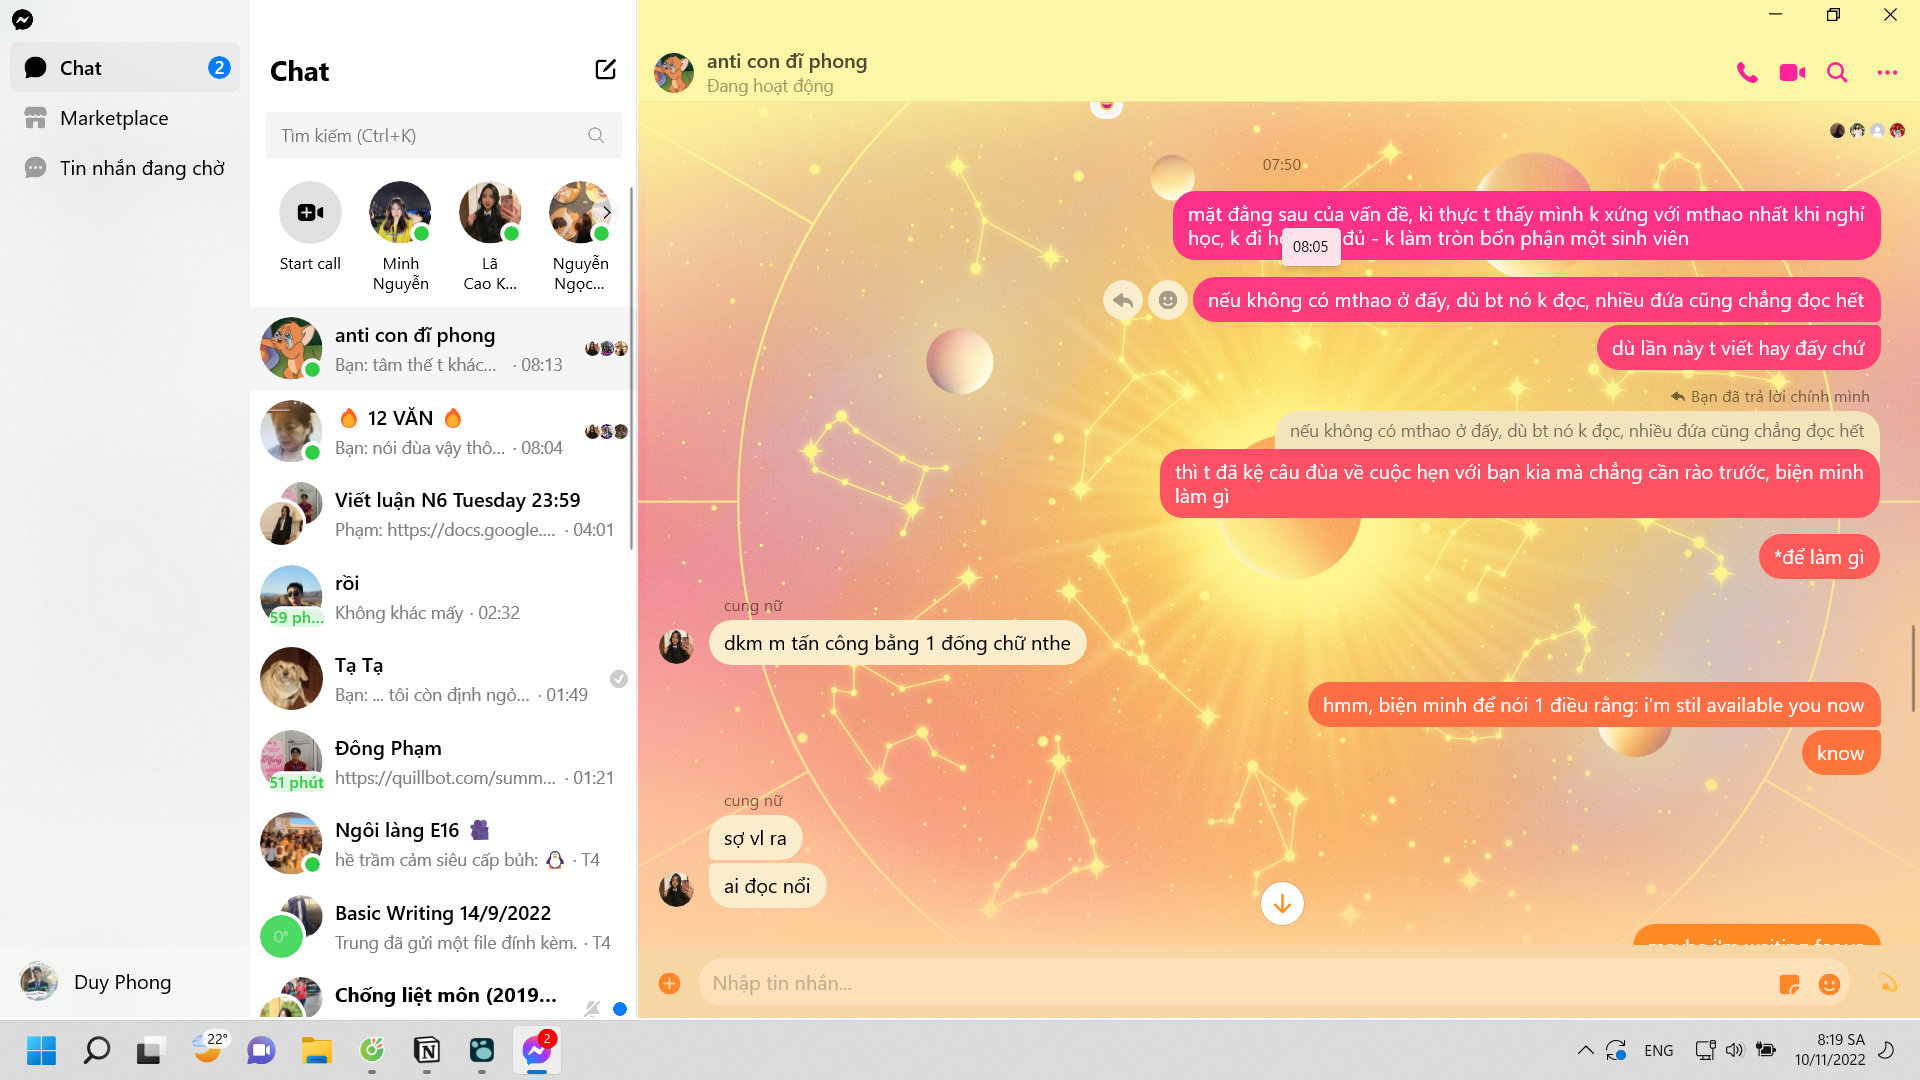 Chat
2
Marketplace
Tin nhắn đang chờ
Duy Phong
Chat
Tìm kiếm (Ctrl+K)
Start call
Minh
Nguyễn
Lã
Cao K...
Nguyễn
Ngọc...
anti con đĩ phong
Bạn: tâm thế t khác... · 08:13
🔥 12 VĂN 🔥
Bạn: nói đùa vậy thô... · 08:04
Viết luận N6 Tuesday 23:59
Phạm: https://docs.google.... · 04:01
rồi
Không khác mấy · 02:32
59 ph...
Tạ Tạ
Bạn: ... tôi còn định ngỏ... · 01:49
Đông Phạm
https://quillbot.com/summ... · 01:21
51 phút
Ngôi làng E16
hề trầm cảm siêu cấp bủh: 🐧 · T4
Basic Writing 14/9/2022
Trung đã gửi một file đính kèm. · T4
0°
Chống liệt môn (2019...
anti con đĩ phong
Đang hoạt động
07:50
mặt đằng sau của vấn đề, kì thực t thấy mình k xứng với mthao nhất khi nghỉ
học, k đi đủ - k làm tròn bổn phận một sinh viên
08:05
nếu không có mthao ở đấy, dù bt nó k đọc, nhiều đứa cũng chẳng đọc hết
dù lần này t viết hay đấy chứ
Bạn đã trả lời chính mình
nếu không có mthao ở đấy, dù bt nó k đọc, nhiều đứa cũng chẳng đọc hết
thì t đã kệ câu đùa về cuộc hẹn với bạn kia mà chẳng cần rào trước, biện minh
làm gì
*để làm gì
cung nữ
dkm m tấn công bằng 1 đống chữ nthe
hmm, biện minh để nói 1 điều rằng: i'm stil available you now
know
cung nữ
sợ vl ra
ai đọc nổi
maybe i'm waiting for ya
Nhập tin nhắn...
22°
2
ENG
8:19 SA
10/11/2022